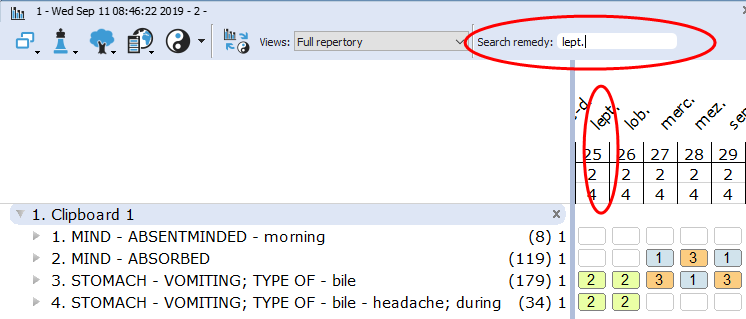 1 - Wed Sep 11 08:46:22 2019 - 2 -
Views: Full repertory Search remedy: lept.
-d. lept. lob. merc. mez. sen
25 26 27 28 29
2 2 2 2 2
4 4 4 4 4
1. Clipboard 1
1. MIND - ABSENTMINDED - morning (8) 1
2. MIND - ABSORBED (119) 1 1 3 1
3. STOMACH - VOMITING; TYPE OF - bile (179) 1 2 2 3 1 3
4. STOMACH - VOMITING; TYPE OF - bile - headache; during (34) 1 2 2